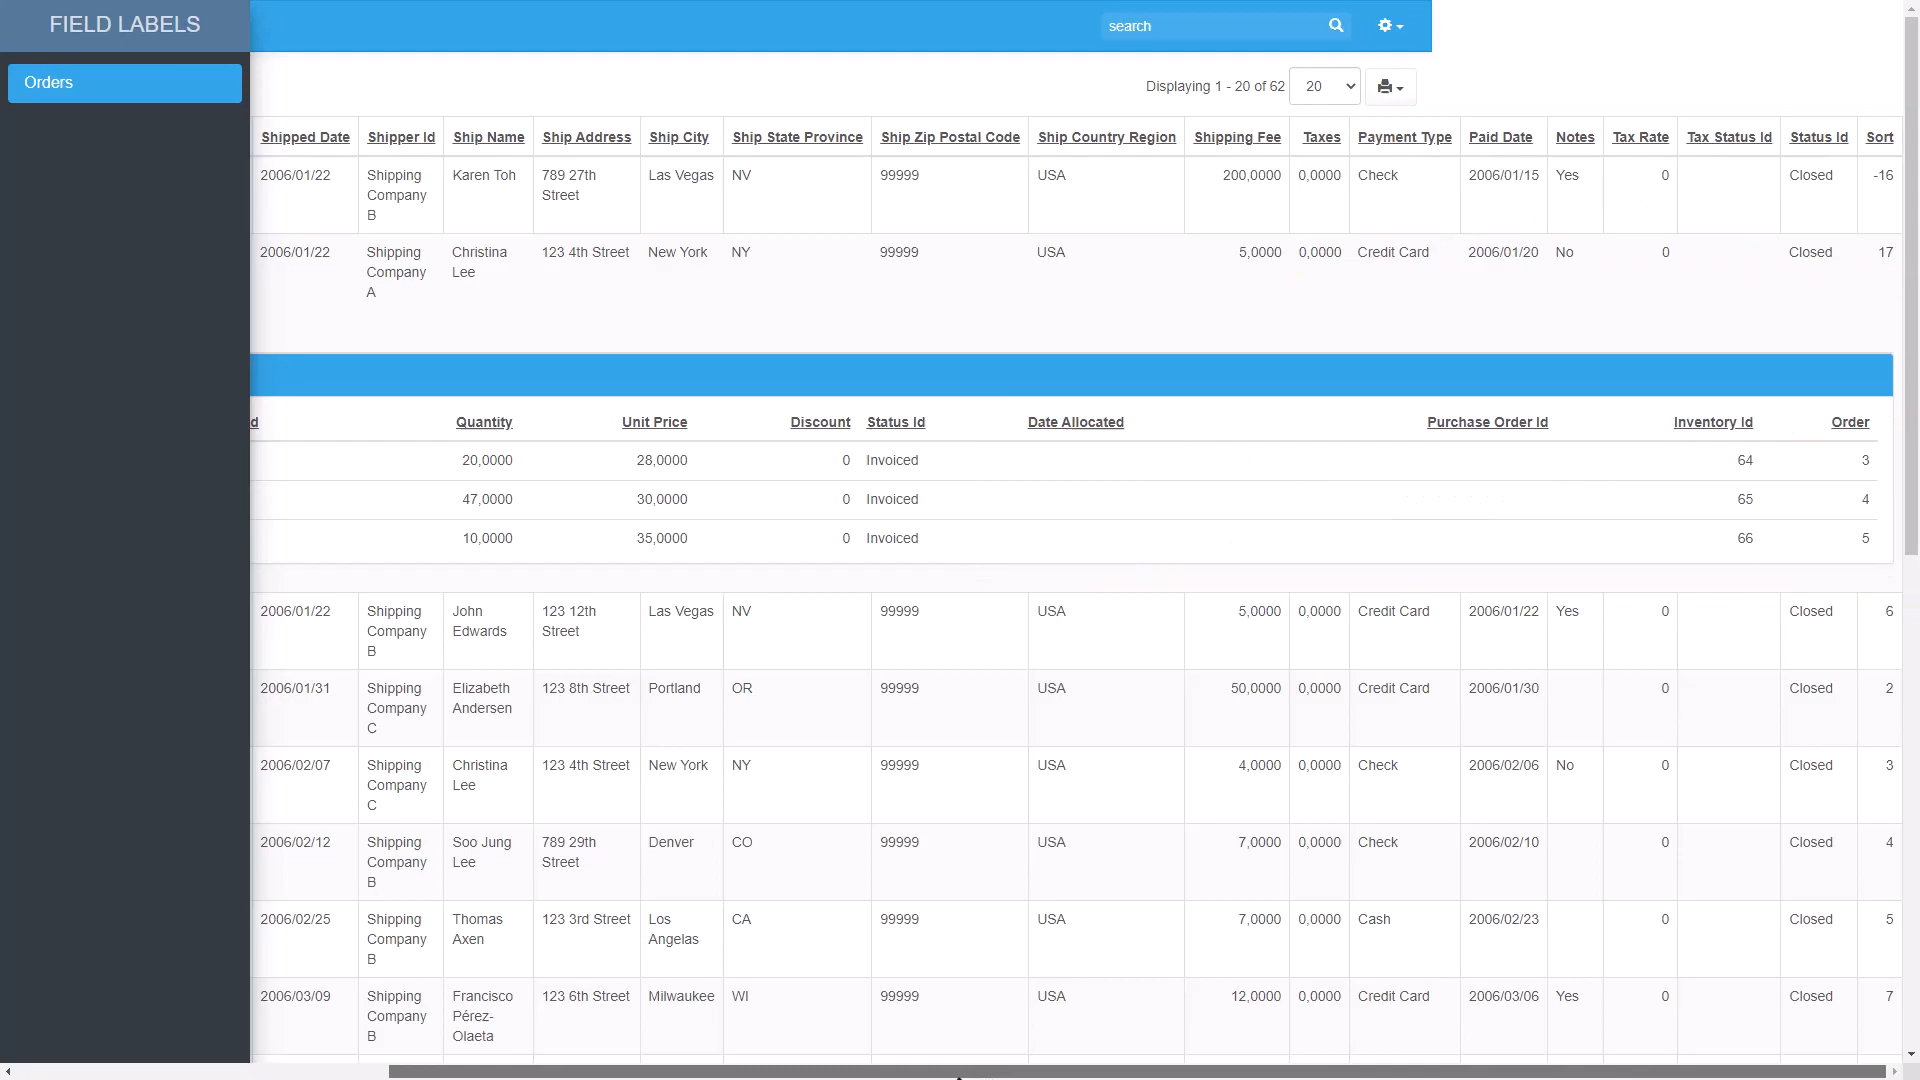 FIELD LABELS
search
Orders
Displaying 1 - 20 of 62 20
Shipped Date Shipper Id Ship Name Ship Address Ship City Ship State Province Ship Zip Postal Code Ship Country Region Shipping Fee Taxes Payment Type Paid Date Notes Tax Rate Tax Status Id Status Id Sort
2006/01/22 Shipping Karen Toh 789 27th Las Vegas NV 99999 USA 200,0000 0,0000 Check 2006/01/15 Yes 0 Closed -16
Company Street
B
2006/01/22 Shipping Christina 123 4th Street New York NY 99999 USA 5,0000 0,0000 Credit Card 2006/01/20 No 0 Closed 17
Company Lee
A
d Quantity Unit Price Discount Status Id Date Allocated Purchase Order Id Inventory Id Order
20,0000 28,0000 0 Invoiced 64 3
47,0000 30,0000 0 Invoiced 65 4
10,0000 35,0000 0 Invoiced 66 5
2006/01/22 Shipping John 123 12th Las Vegas NV 99999 USA 5,0000 0,0000 Credit Card 2006/01/22 Yes 0 Closed 6
Company Edwards Street
B
2006/01/31 Shipping Elizabeth 123 8th Street Portland OR 99999 USA 50,0000 0,0000 Credit Card 2006/01/30 0 Closed 2
Company Andersen
C
2006/02/07 Shipping Christina 123 4th Street New York NY 99999 USA 4,0000 0,0000 Check 2006/02/06 No 0 Closed 3
Company Lee
C
2006/02/12 Shipping Soo Jung 789 29th Denver CO 99999 USA 7,0000 0,0000 Check 2006/02/10 0 Closed 4
Company Lee Street
B
2006/02/25 Shipping Thomas 123 3rd Street Los CA 99999 USA 7,0000 0,0000 Cash 2006/02/23 0 Closed 5
Company Axen Angelas
B
2006/03/09 Shipping Francisco 123 6th Street Milwaukee WI 99999 USA 12,0000 0,0000 Credit Card 2006/03/06 Yes 0 Closed 7
Company Pérez-
B Olaeta